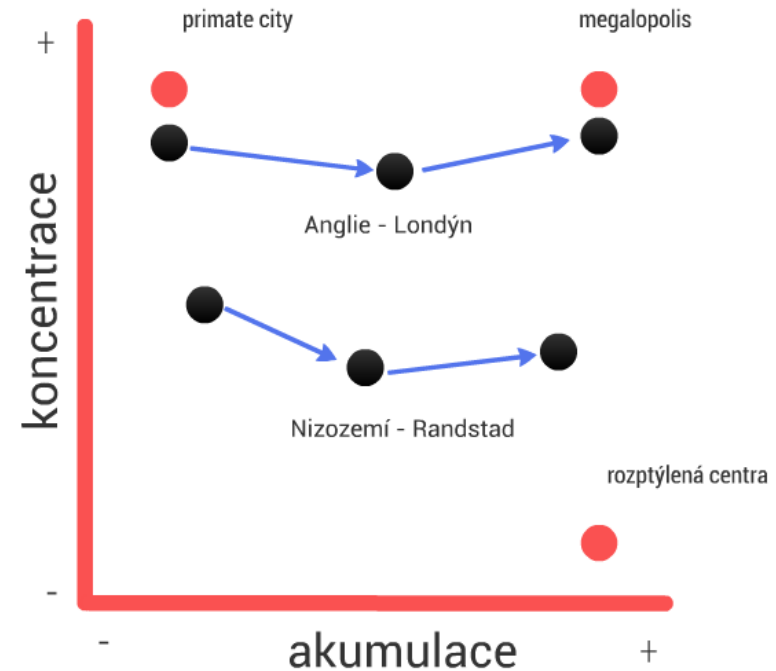 primate city
megalopolis
+
koncentrace
Anglie - Londýn
Nizozemí - Randstad
rozptýlená centra
-
-
akumulace
+